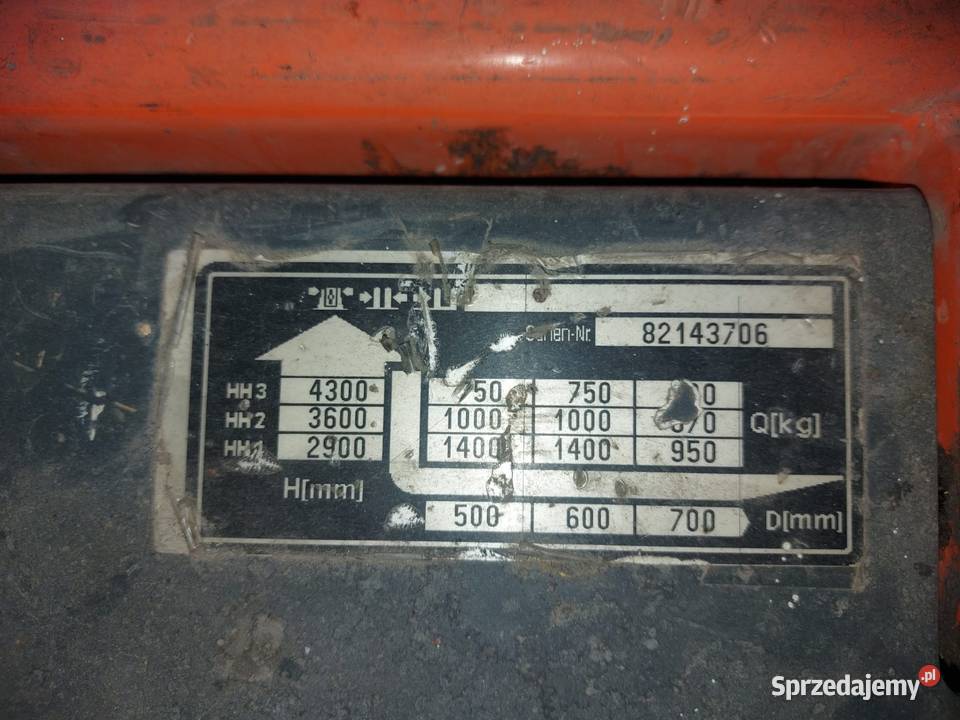 Serien-Nr. 82143706
HH3 4300 750 750
HH2 3600 1000 1000 Q[kg]
HH1 2900 1400 1400 950
H[mm]
500 600 700 D[mm]
Sprzedajemy.pl